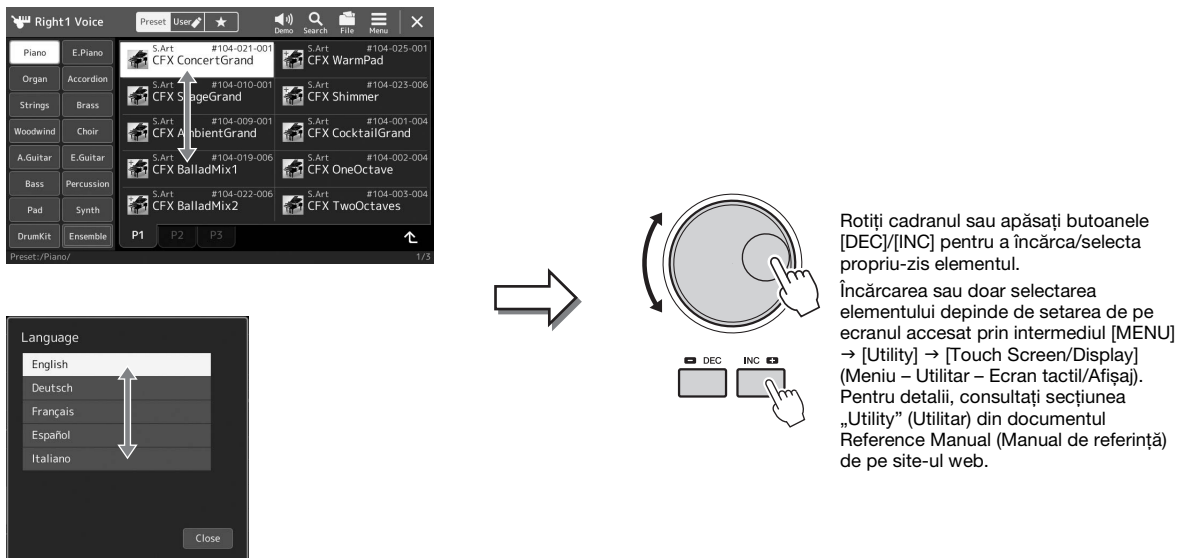 Right1 Voice
Preset User ★
Demo Search File Menu
Piano E.Piano
Organ Accordion
Strings Brass
Woodwind Choir
A.Guitar E.Guitar
Bass Percussion
Pad Synth
DrumKit Ensemble
S.Art #104-021-001
CFX ConcertGrand
S.Art #104-025-001
CFX WarmPad
S.Art #104-010-001
CFX StageGrand
S.Art #104-023-006
CFX Shimmer
S.Art #104-009-001
CFX AmbientGrand
S.Art #104-001-004
CFX CocktailGrand
S.Art #104-019-006
CFX BalladMix1
S.Art #104-002-004
CFX OneOctave
S.Art #104-022-006
CFX BalladMix2
S.Art #104-003-004
CFX TwoOctaves
P1 P2 P3
Preset:/Piano/ 1/3
Language
English
Deutsch
Français
Español
Italiano
Close
DEC INC
Rotiți cadranul sau apăsați butoanele
[DEC]/[INC] pentru a încărca/selecta
propriu-zis elementul.
Încărcarea sau doar selectarea
elementului depinde de setarea de pe
ecranul accesat prin intermediul [MENU]
→ [Utility] → [Touch Screen/Display]
(Meniu – Utilitar – Ecran tactil/Afișaj).
Pentru detalii, consultați secțiunea
„Utility” (Utilitar) din documentul
Reference Manual (Manual de referință)
de pe site-ul web.